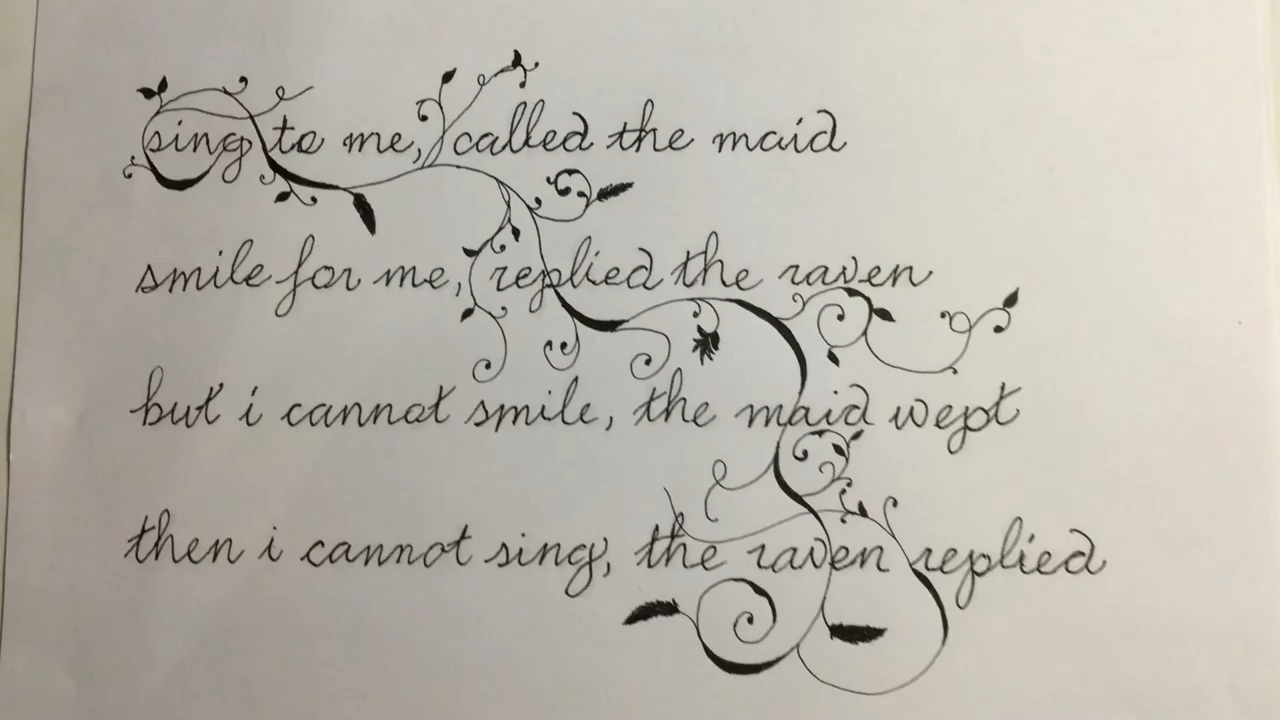 sing to me, called the maid
smile for me, replied the raven
but i cannot smile, the maid wept
then i cannot sing, the raven replied